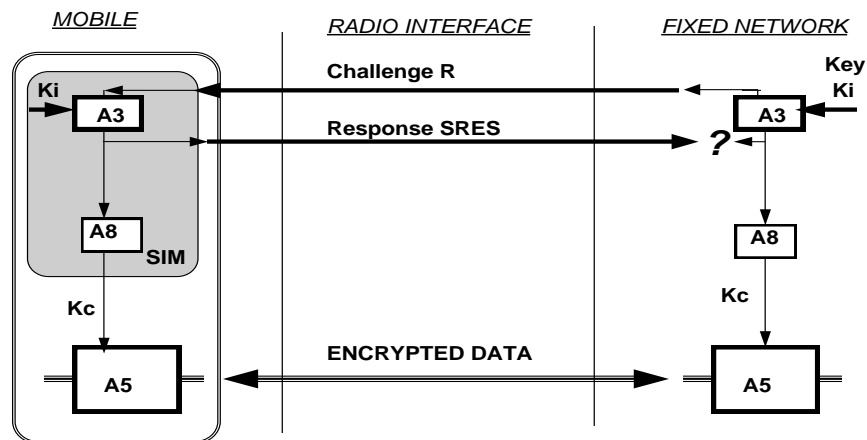 MOBILE
RADIO INTERFACE
FIXED NETWORK
Challenge R
Key
Ki
Ki
A3
A3
Response SRES
?
A8
A8
SIM
Kc
Kc
ENCRYPTED DATA
A5
A5